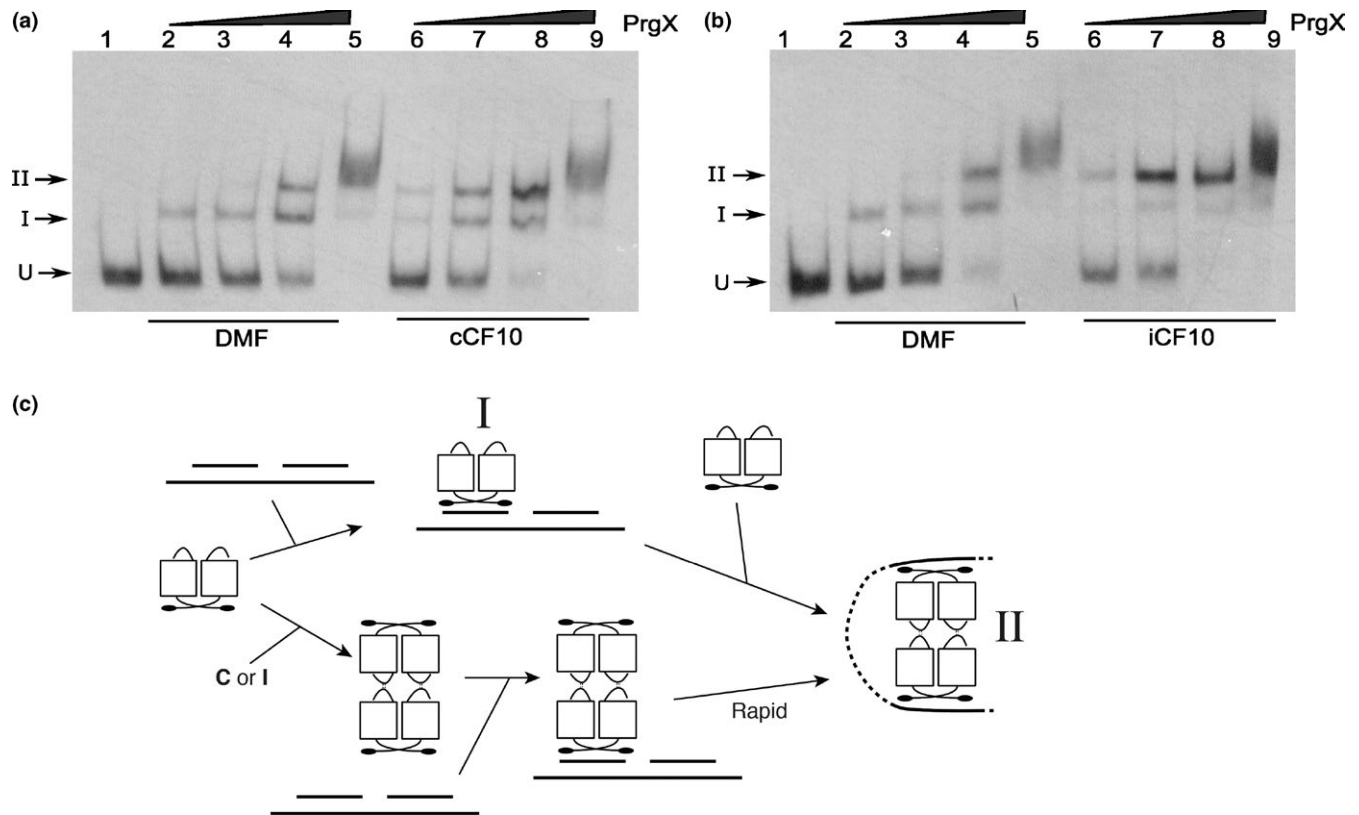 (a)
1 2 3 4 5 6 7 8 9 PrgX
II
I
U
DMF cCF10
(b)
1 2 3 4 5 6 7 8 9 PrgX
II
I
U
DMF iCF10
(c)
I
C or I
II
Rapid